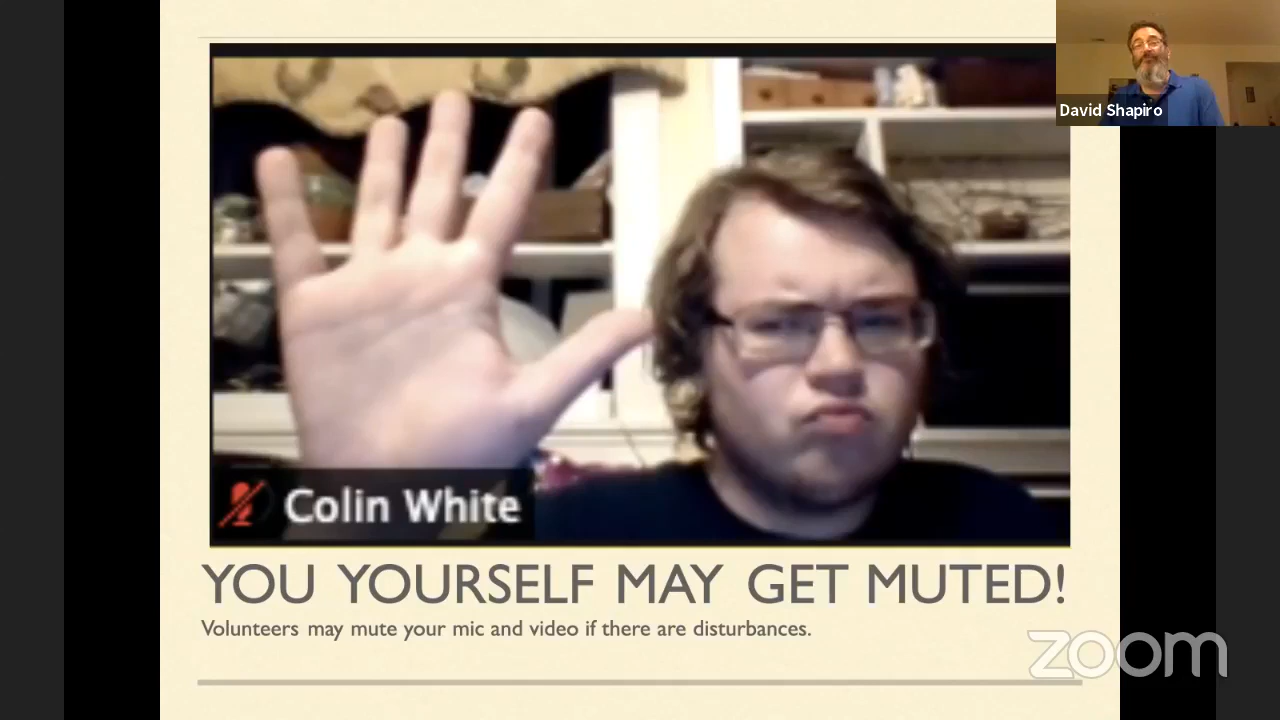 David Shapiro
Colin White
YOU YOURSELF MAY GET MUTED!
Volunteers may mute your mic and video if there are disturbances.
zoom